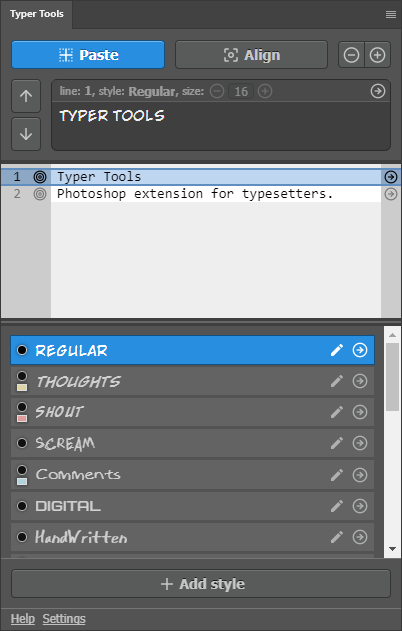 Typer Tools
Paste
Align
line: 1, style: Regular, size: 16
TYPER TOOLS
1 Typer Tools
2 Photoshop extension for typesetters.
REGULAR
THOUGHTS
SHOUT
SCREAM
Comments
DIGITAL
HandWritten
Add style
Help Settings